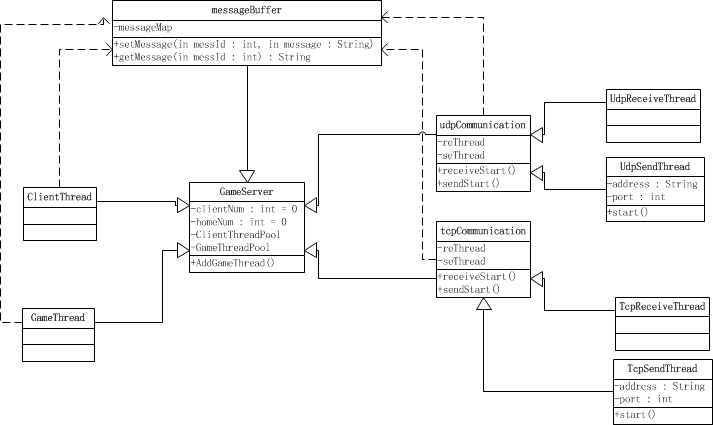 messageBuffer
-messageMap
+setMessage(in messId : int, in message : String)
+getMessage(in messId : int) : String
ClientThread
GameThread
GameServer
-clientNum : int = 0
-homeNum : int = 0
-ClientThreadPool
-GameThreadPool
+AddGameThread()
udpCommunication
-reThread
-seThread
+receiveStart()
+sendStart()
tcpCommunication
-reThread
-seThread
+receiveStart()
+sendStart()
UdpReceiveThread
UdpSendThread
-address : String
-port : int
+start()
TcpReceiveThread
TcpSendThread
-address : String
-port : int
+start()